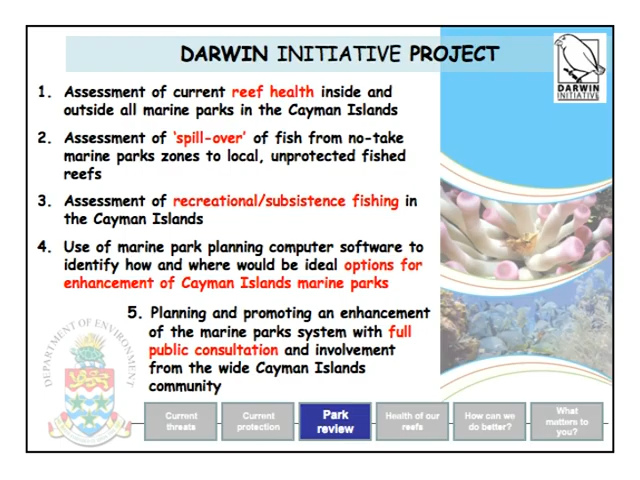 DARWIN INITIATIVE PROJECT
DARWIN
INITIATIVE
1. Assessment of current reef health inside and
outside all marine parks in the Cayman Islands
2. Assessment of ‘spill-over’ of fish from no-take
marine parks zones to local, unprotected fished
reefs
3. Assessment of recreational/subsistence fishing in
the Cayman Islands
4. Use of marine park planning computer software to
identify how and where would be ideal options for
enhancement of Cayman Islands marine parks
5. Planning and promoting an enhancement
of the marine parks system with full
public consultation and involvement
from the wide Cayman Islands
community
DEPARTMENT OF ENVIRONMENT
Current
threats
Current
protection
Park
review
Health of our
reefs
How can we
do better?
What
matters to
you?